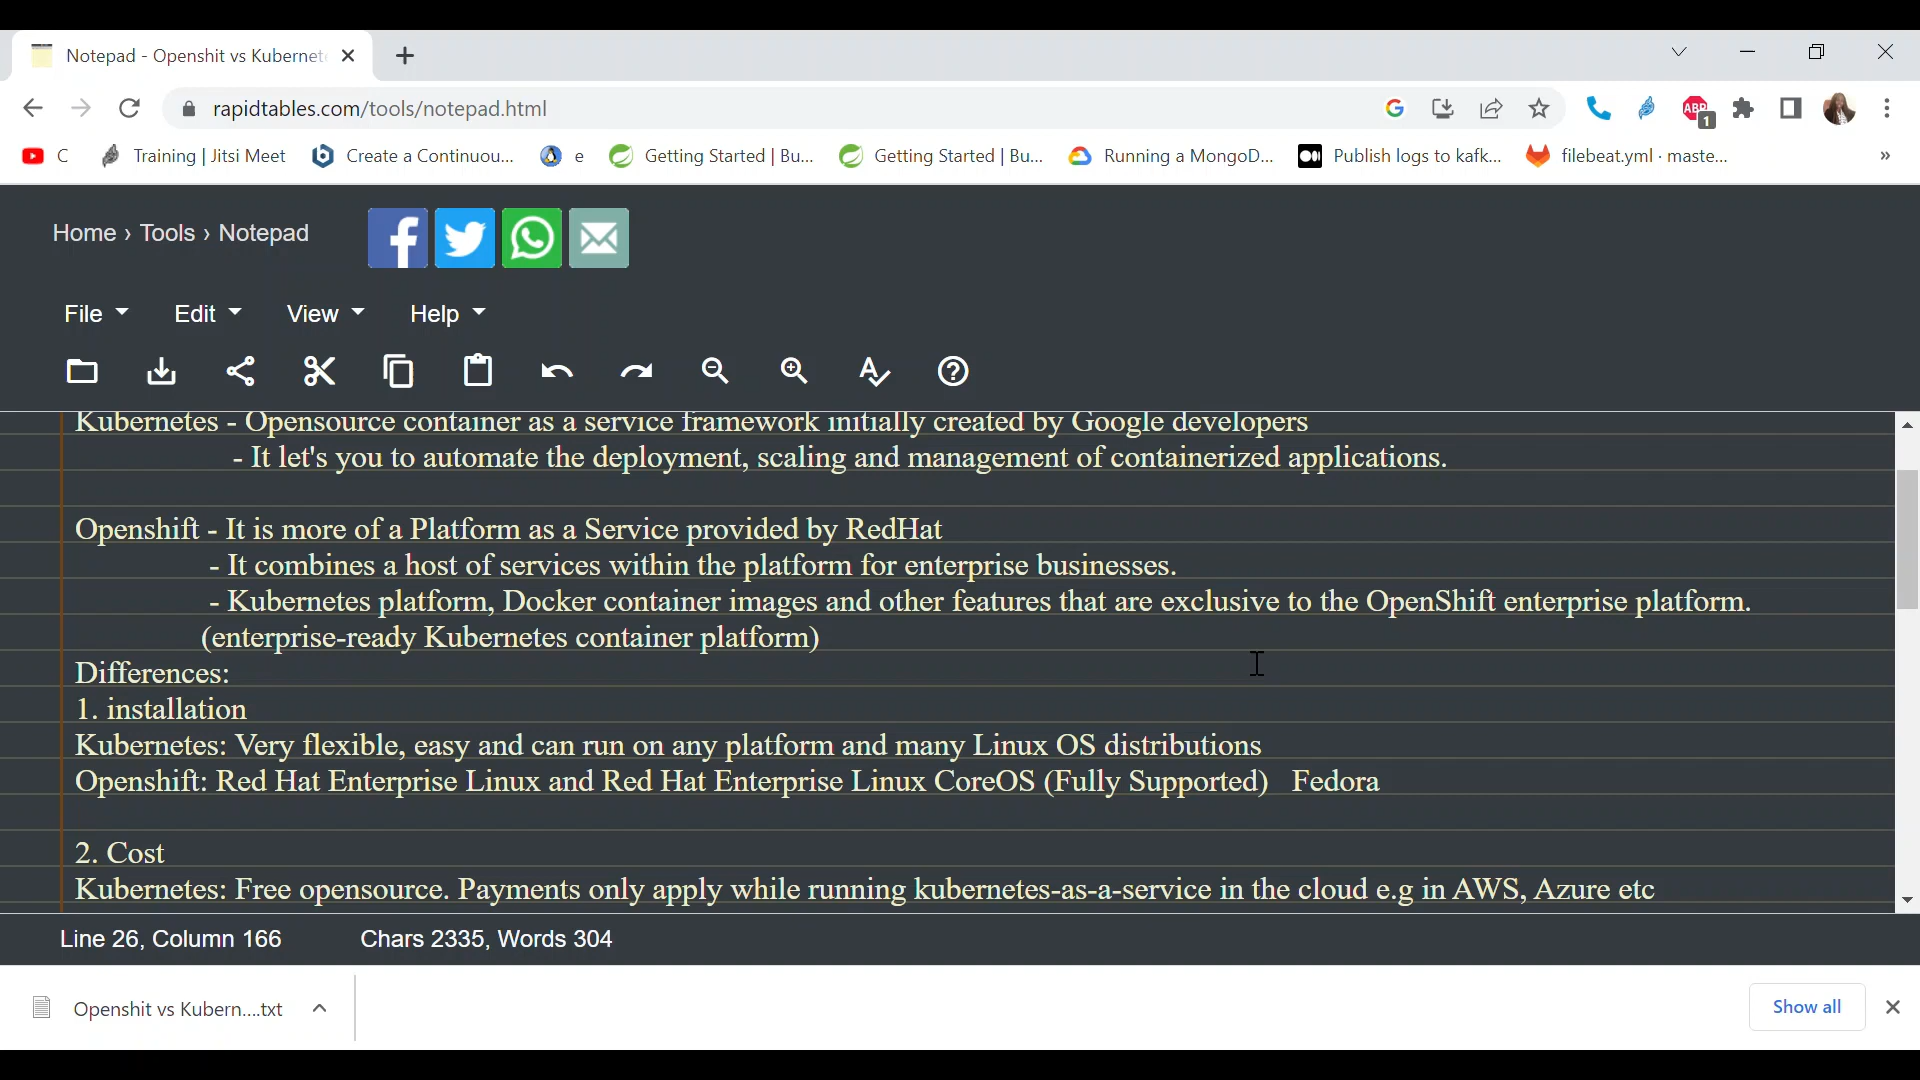 Notepad - Openshit vs Kubernet
rapidtables.com/tools/notepad.html
ABP
1
C
Training | Jitsi Meet
Create a Continuou...
e
Getting Started | Bu...
Getting Started | Bu...
Running a MongoD...
Publish logs to kafk...
filebeat.yml · maste...
»
Home › Tools › Notepad
File Edit View Help
Kubernetes - Opensource container as a service framework initially created by Google developers
- It let's you to automate the deployment, scaling and management of containerized applications.
Openshift - It is more of a Platform as a Service provided by RedHat
- It combines a host of services within the platform for enterprise businesses.
- Kubernetes platform, Docker container images and other features that are exclusive to the OpenShift enterprise platform.
(enterprise-ready Kubernetes container platform)
Differences:
1. installation
Kubernetes: Very flexible, easy and can run on any platform and many Linux OS distributions
Openshift: Red Hat Enterprise Linux and Red Hat Enterprise Linux CoreOS (Fully Supported) Fedora
2. Cost
Kubernetes: Free opensource. Payments only apply while running kubernetes-as-a-service in the cloud e.g in AWS, Azure etc
Line 26, Column 166 Chars 2335, Words 304
Openshit vs Kubern....txt
Show all